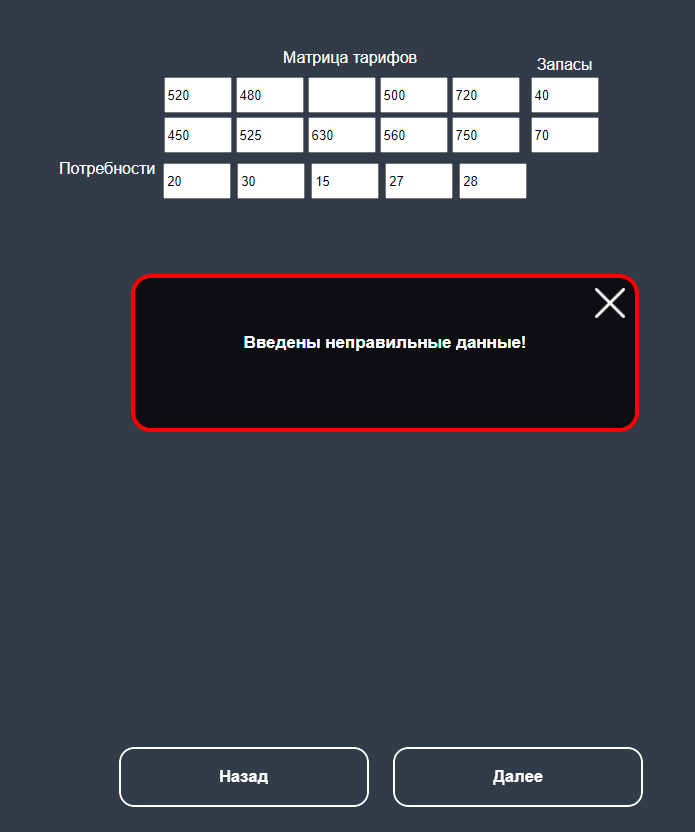 Матрица тарифов
Запасы
520 480 500 720 40
450 525 630 560 750 70
Потребности
20 30 15 27 28
Введены неправильные данные!
Назад Далее